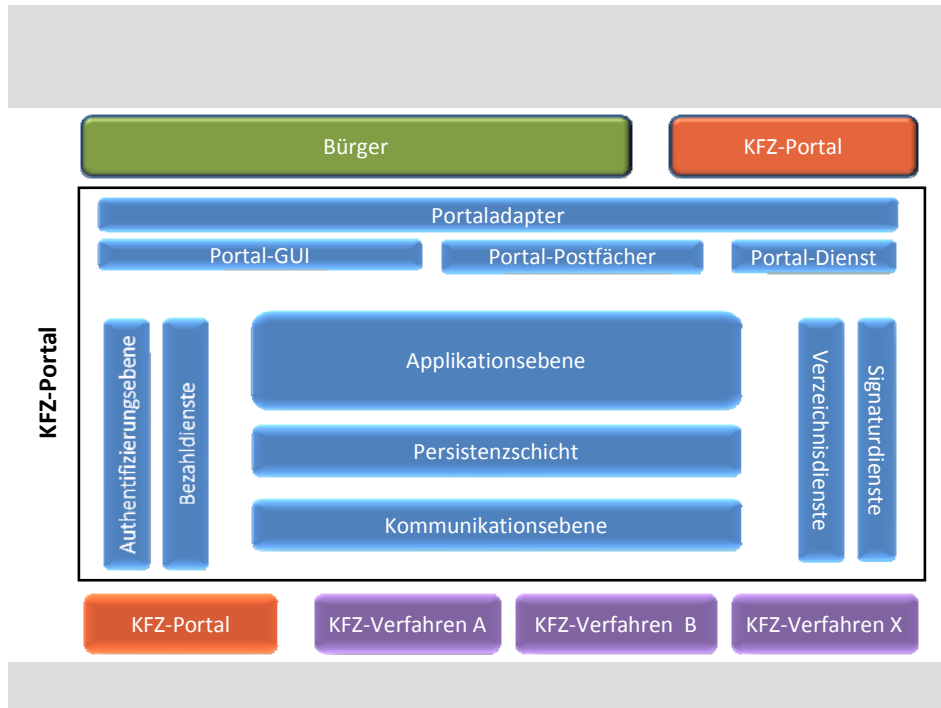 Bürger
KFZ-Portal
Portaladapter
Portal-GUI
Portal-Postfächer
Portal-Dienst
KFZ-Portal
Authentifizierungsebene
Bezahldienste
Applikationsebene
Persistenzschicht
Kommunikationsebene
Verzeichnisdienste
Signaturdienste
KFZ-Portal
KFZ-Verfahren A
KFZ-Verfahren B
KFZ-Verfahren X